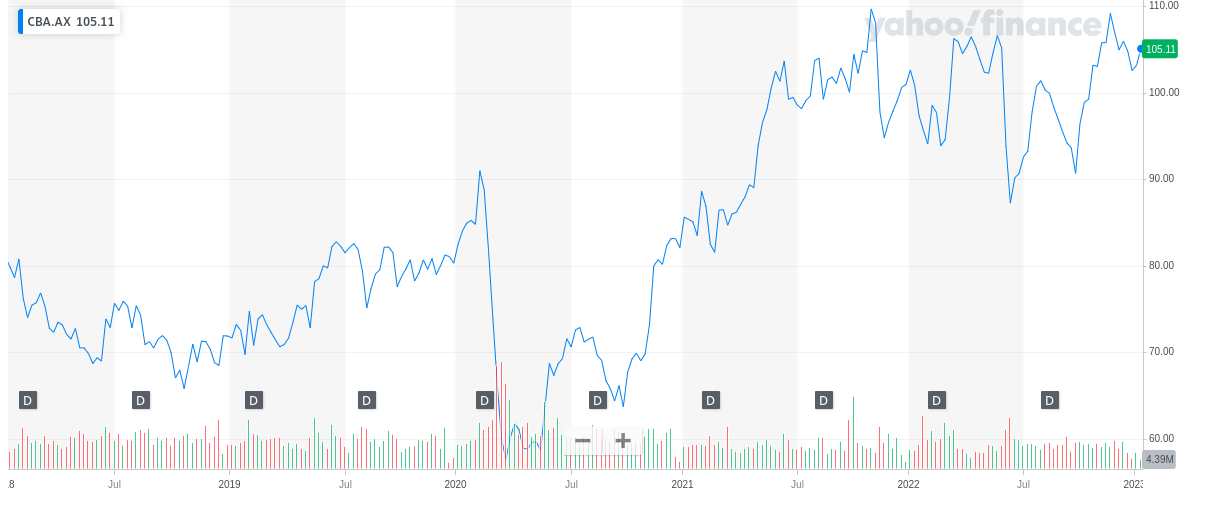 CBA.AX 105.11
yahoo!finance
110.00
105.11
100.00
90.00
80.00
70.00
D D D D D D D D D D
− +
60.00
4.39M
.8 Jul 2019 Jul 2020 Jul 2021 Jul 2022 Jul 2023